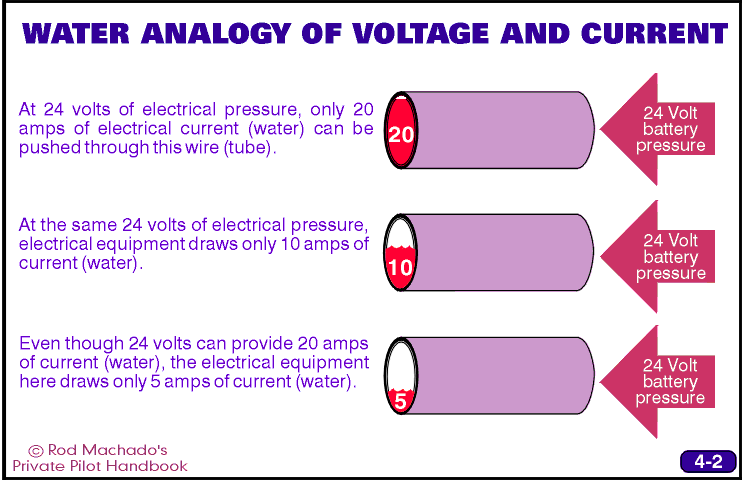 WATER ANALOGY OF VOLTAGE AND CURRENT
At 24 volts of electrical pressure, only 20
amps of electrical current (water) can be
pushed through this wire (tube).
20
24 Volt
battery
pressure
At the same 24 volts of electrical pressure,
electrical equipment draws only 10 amps of
current (water).
10
24 Volt
battery
pressure
Even though 24 volts can provide 20 amps
of current (water), the electrical equipment
here draws only 5 amps of current (water).
5
24 Volt
battery
pressure
© Rod Machado's
Private Pilot Handbook
4-2